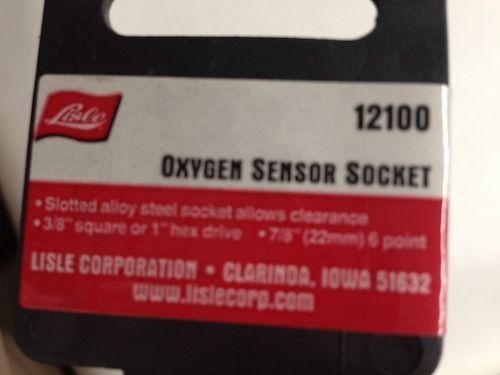 Lisle
12100
OXYGEN SENSOR SOCKET
• Slotted alloy steel socket allows clearance
• 3/8" square or 1" hex drive • 7/8" (22mm) 6 point
LISLE CORPORATION • CLARINDA, IOWA 51632
www.lislecorp.com